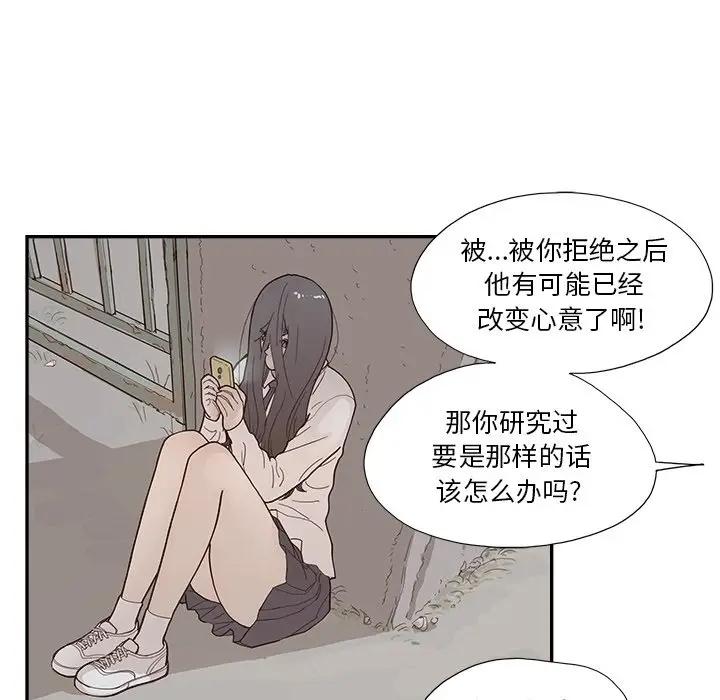 被...被你拒绝之后
他有可能已经
改变心意了啊!
那你研究过
要是那样的话
该怎么办吗?